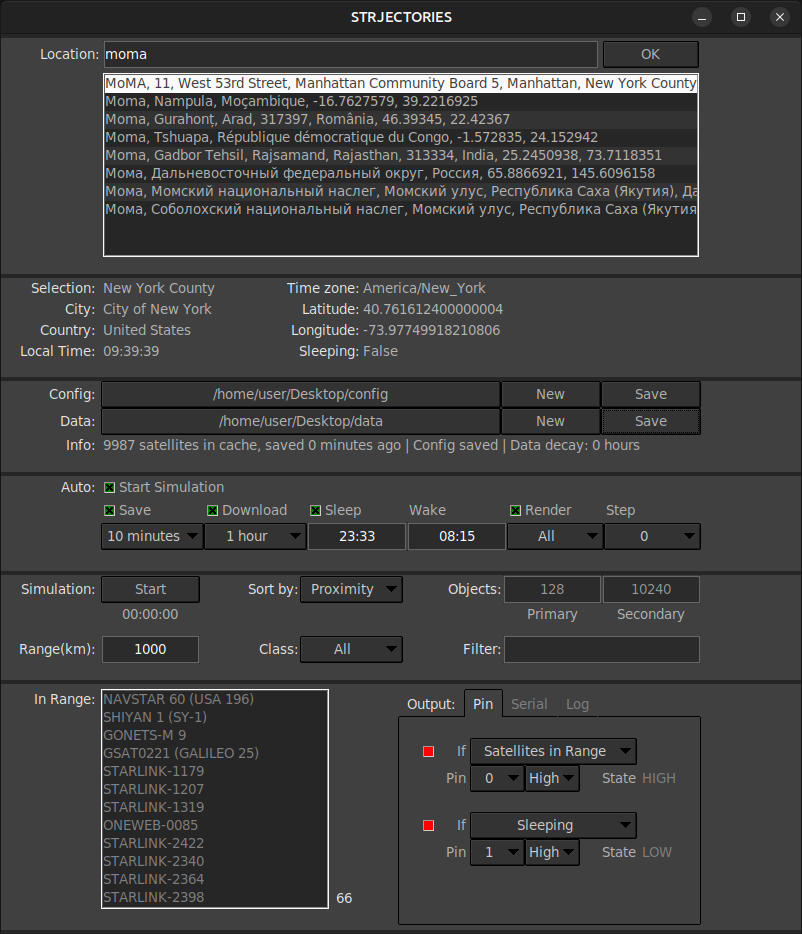 STRJECTORIES
Location: moma OK
MoMA, 11, West 53rd Street, Manhattan Community Board 5, Manhattan, New York County
Moma, Nampula, Moçambique, -16.7627579, 39.2216925
Moma, Gurahonț, Arad, 317397, România, 46.39345, 22.42367
Moma, Tshuapa, République démocratique du Congo, -1.572835, 24.152942
Moma, Gadbor Tehsil, Rajsamand, Rajasthan, 313334, India, 25.2450938, 73.7118351
Мома, Дальневосточный федеральный округ, Россия, 65.8866921, 145.6096158
Мома, Момский национальный наслег, Момский улус, Республика Саха (Якутия), Да
Мома, Соболохский национальный наслег, Момский улус, Республика Саха (Якутия
Selection: New York County Time zone: America/New_York
City: City of New York Latitude: 40.761612400000004
Country: United States Longitude: -73.97749918210806
Local Time: 09:39:39 Sleeping: False
Config: /home/user/Desktop/config New Save
Data: /home/user/Desktop/data New Save
Info: 9987 satellites in cache, saved 0 minutes ago | Config saved | Data decay: 0 hours
Auto: Start Simulation
Save Download Sleep Wake Render Step
10 minutes 1 hour 23:33 08:15 All 0
Simulation: Start Sort by: Proximity Objects: 128 10240
00:00:00 Primary Secondary
Range(km): 1000 Class: All Filter:
In Range:
NAVSTAR 60 (USA 196)
SHIYAN 1 (SY-1)
GONETS-M 9
GSAT0221 (GALILEO 25)
STARLINK-1179
STARLINK-1207
STARLINK-1319
ONEWEB-0085
STARLINK-2422
STARLINK-2340
STARLINK-2364
STARLINK-2398
66
Output: Pin Serial Log
If Satellites in Range
Pin 0 High State HIGH
If Sleeping
Pin 1 High State LOW